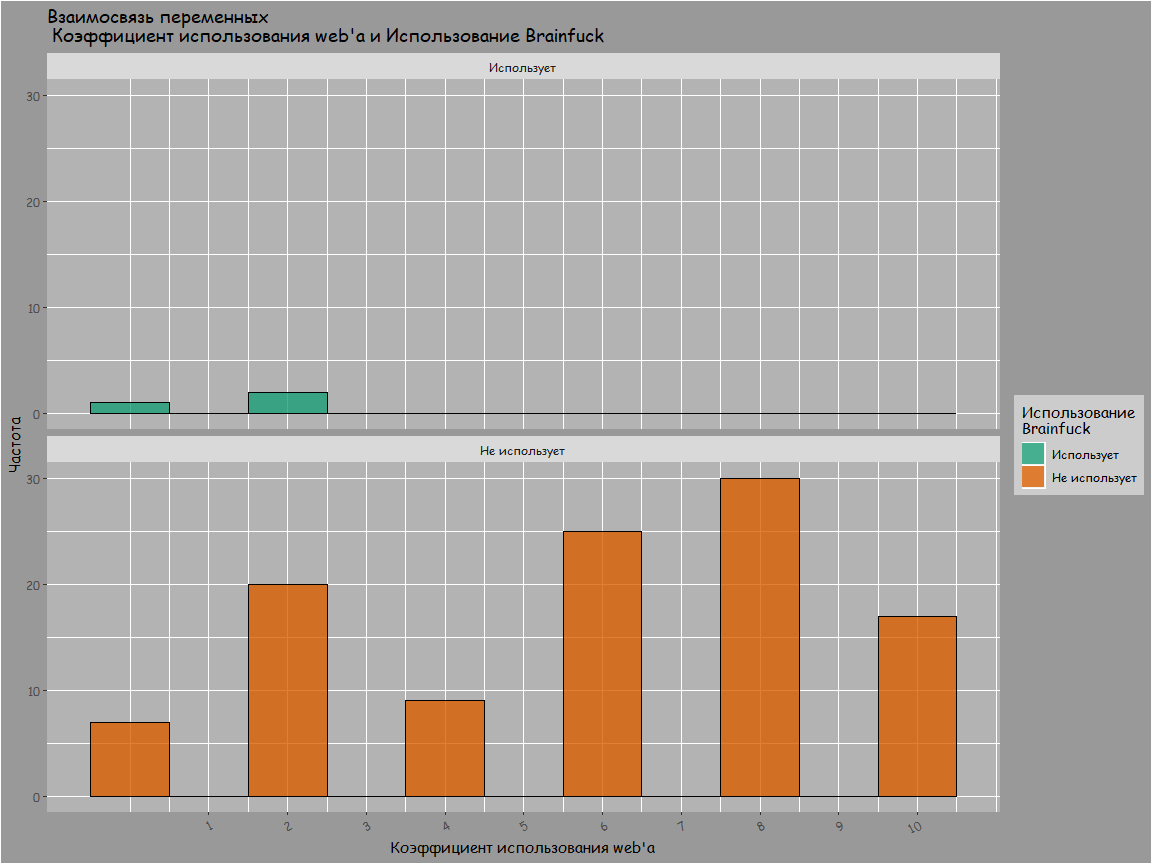 Взаимосвязь переменных
Коэффициент использования web'а и Использование Brainfuck
Использует
30
20
10
0
Частота
Не использует
30
20
10
0
1 2 3 4 5 6 7 8 9 10
Коэффициент использования web'а
Использование
Brainfuck
Использует
Не использует